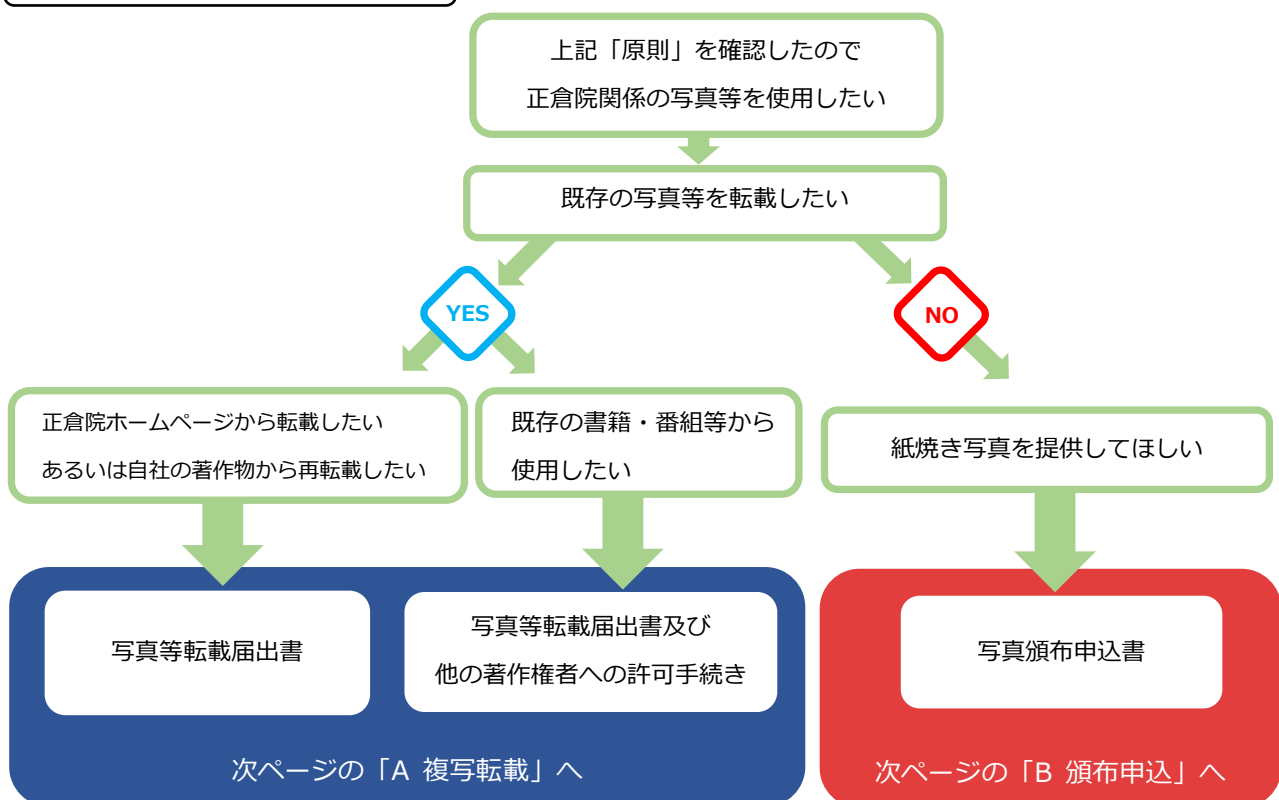 上記「原則」を確認したので
正倉院関係の写真等を使用したい
既存の写真等を転載したい
YES
NO
正倉院ホームページから転載したい
あるいは自社の著作物から再転載したい
既存の書籍・番組等から
使用したい
紙焼き写真を提供してほしい
写真等転載届出書
写真等転載届出書及び
他の著作権者への許可手続き
写真頒布申込書
次ページの「A 複写転載」へ
次ページの「B 頒布申込」へ